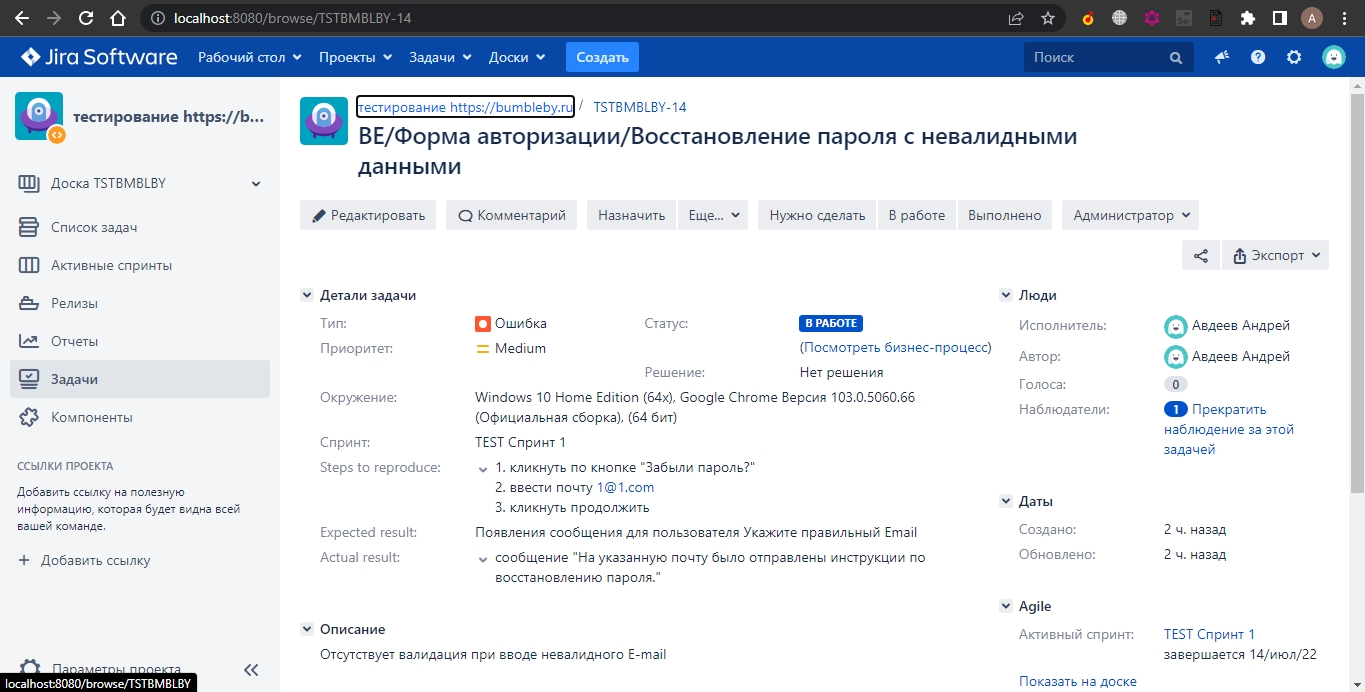 localhost:8080/browse/TSTBMBLBY-14
A
Jira Software Рабочий стол Проекты Задачи Доски Создать Поиск
тестирование https://b...
Доска TSTBMBLBY
Список задач
Активные спринты
Релизы
Отчеты
Задачи
Компоненты
ССЫЛКИ ПРОЕКТА
Добавить ссылку на полезную
информацию, которая будет видна всей
вашей команде.
+ Добавить ссылку
Параметры проекта
localhost:8080/browse/TSTBMBLBY
тестирование https://bumbleby.ru / TSTBMBLBY-14
BE/Форма авторизации/Восстановление пароля с невалидными
данными
Редактировать Комментарий Назначить Еще... Нужно сделать В работе Выполнено Администратор
Экспорт
Детали задачи
Тип: Ошибка Статус: В РАБОТЕ
Приоритет: Medium (Посмотреть бизнес-процесс)
Решение: Нет решения
Окружение: Windows 10 Home Edition (64x), Google Chrome Версия 103.0.5060.66
(Официальная сборка), (64 бит)
Спринт: TEST Спринт 1
Steps to reproduce: 1. кликнуть по кнопке "Забыли пароль?"
2. ввести почту 1@1.com
3. кликнуть продолжить
Expected result: Появления сообщения для пользователя Укажите правильный Email
Actual result: сообщение "На указанную почту было отправлены инструкции по
восстановлению пароля."
Описание
Отсутствует валидация при вводе невалидного E-mail
Люди
Исполнитель: Авдеев Андрей
Автор: Авдеев Андрей
Голоса: 0
Наблюдатели: 1 Прекратить
наблюдение за этой
задачей
Даты
Создано: 2 ч. назад
Обновлено: 2 ч. назад
Agile
Активный спринт: TEST Спринт 1
завершается 14/июл/22
Показать на доске